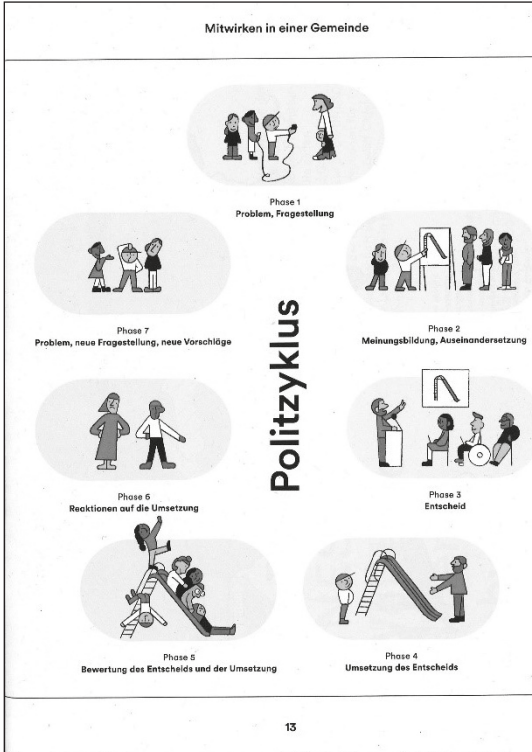 Mitwirken in einer Gemeinde
Phase 1
Problem, Fragestellung
Phase 2
Meinungsbildung, Auseinandersetzung
Phase 3
Entscheid
Phase 4
Umsetzung des Entscheids
Phase 5
Bewertung des Entscheids und der Umsetzung
Phase 6
Reaktionen auf die Umsetzung
Phase 7
Problem, neue Fragestellung, neue Vorschläge
Politzyklus
13